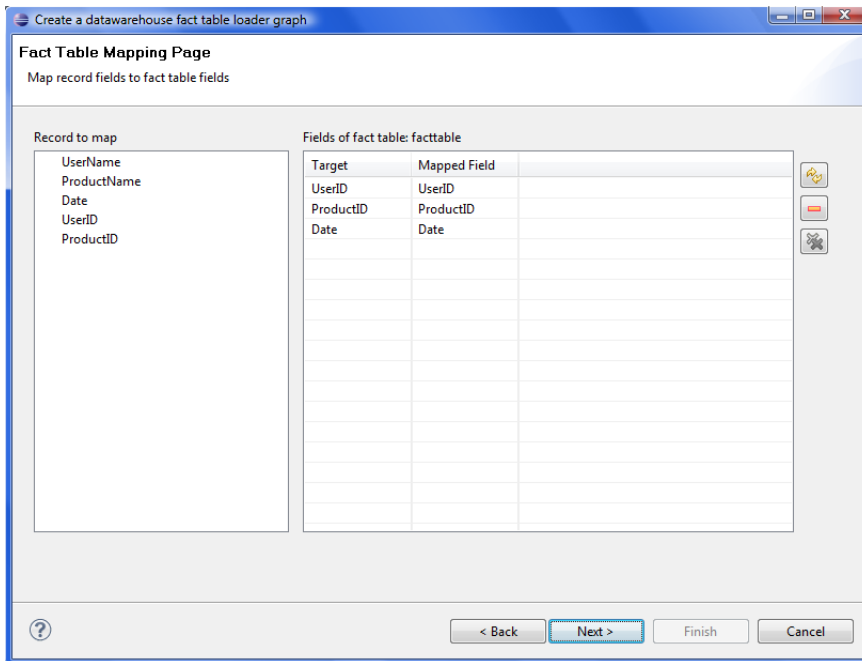 Create a datawarehouse fact table loader graph
Fact Table Mapping Page
Map record fields to fact table fields
Record to map
UserName
ProductName
Date
UserID
ProductID
Fields of fact table: facttable
Target Mapped Field
UserID UserID
ProductID ProductID
Date Date
?
< Back Next > Finish Cancel